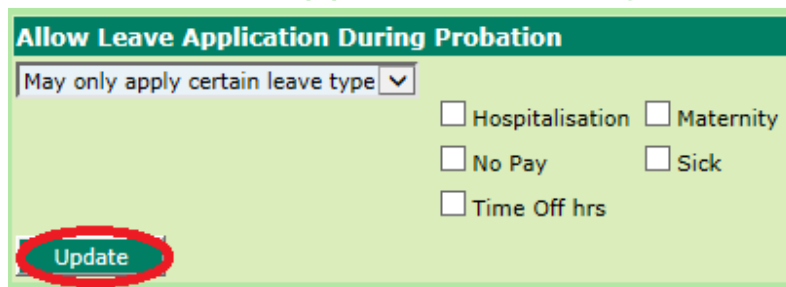 Allow Leave Application During Probation
May only apply certain leave type
Hospitalisation Maternity
No Pay Sick
Time Off hrs
Update